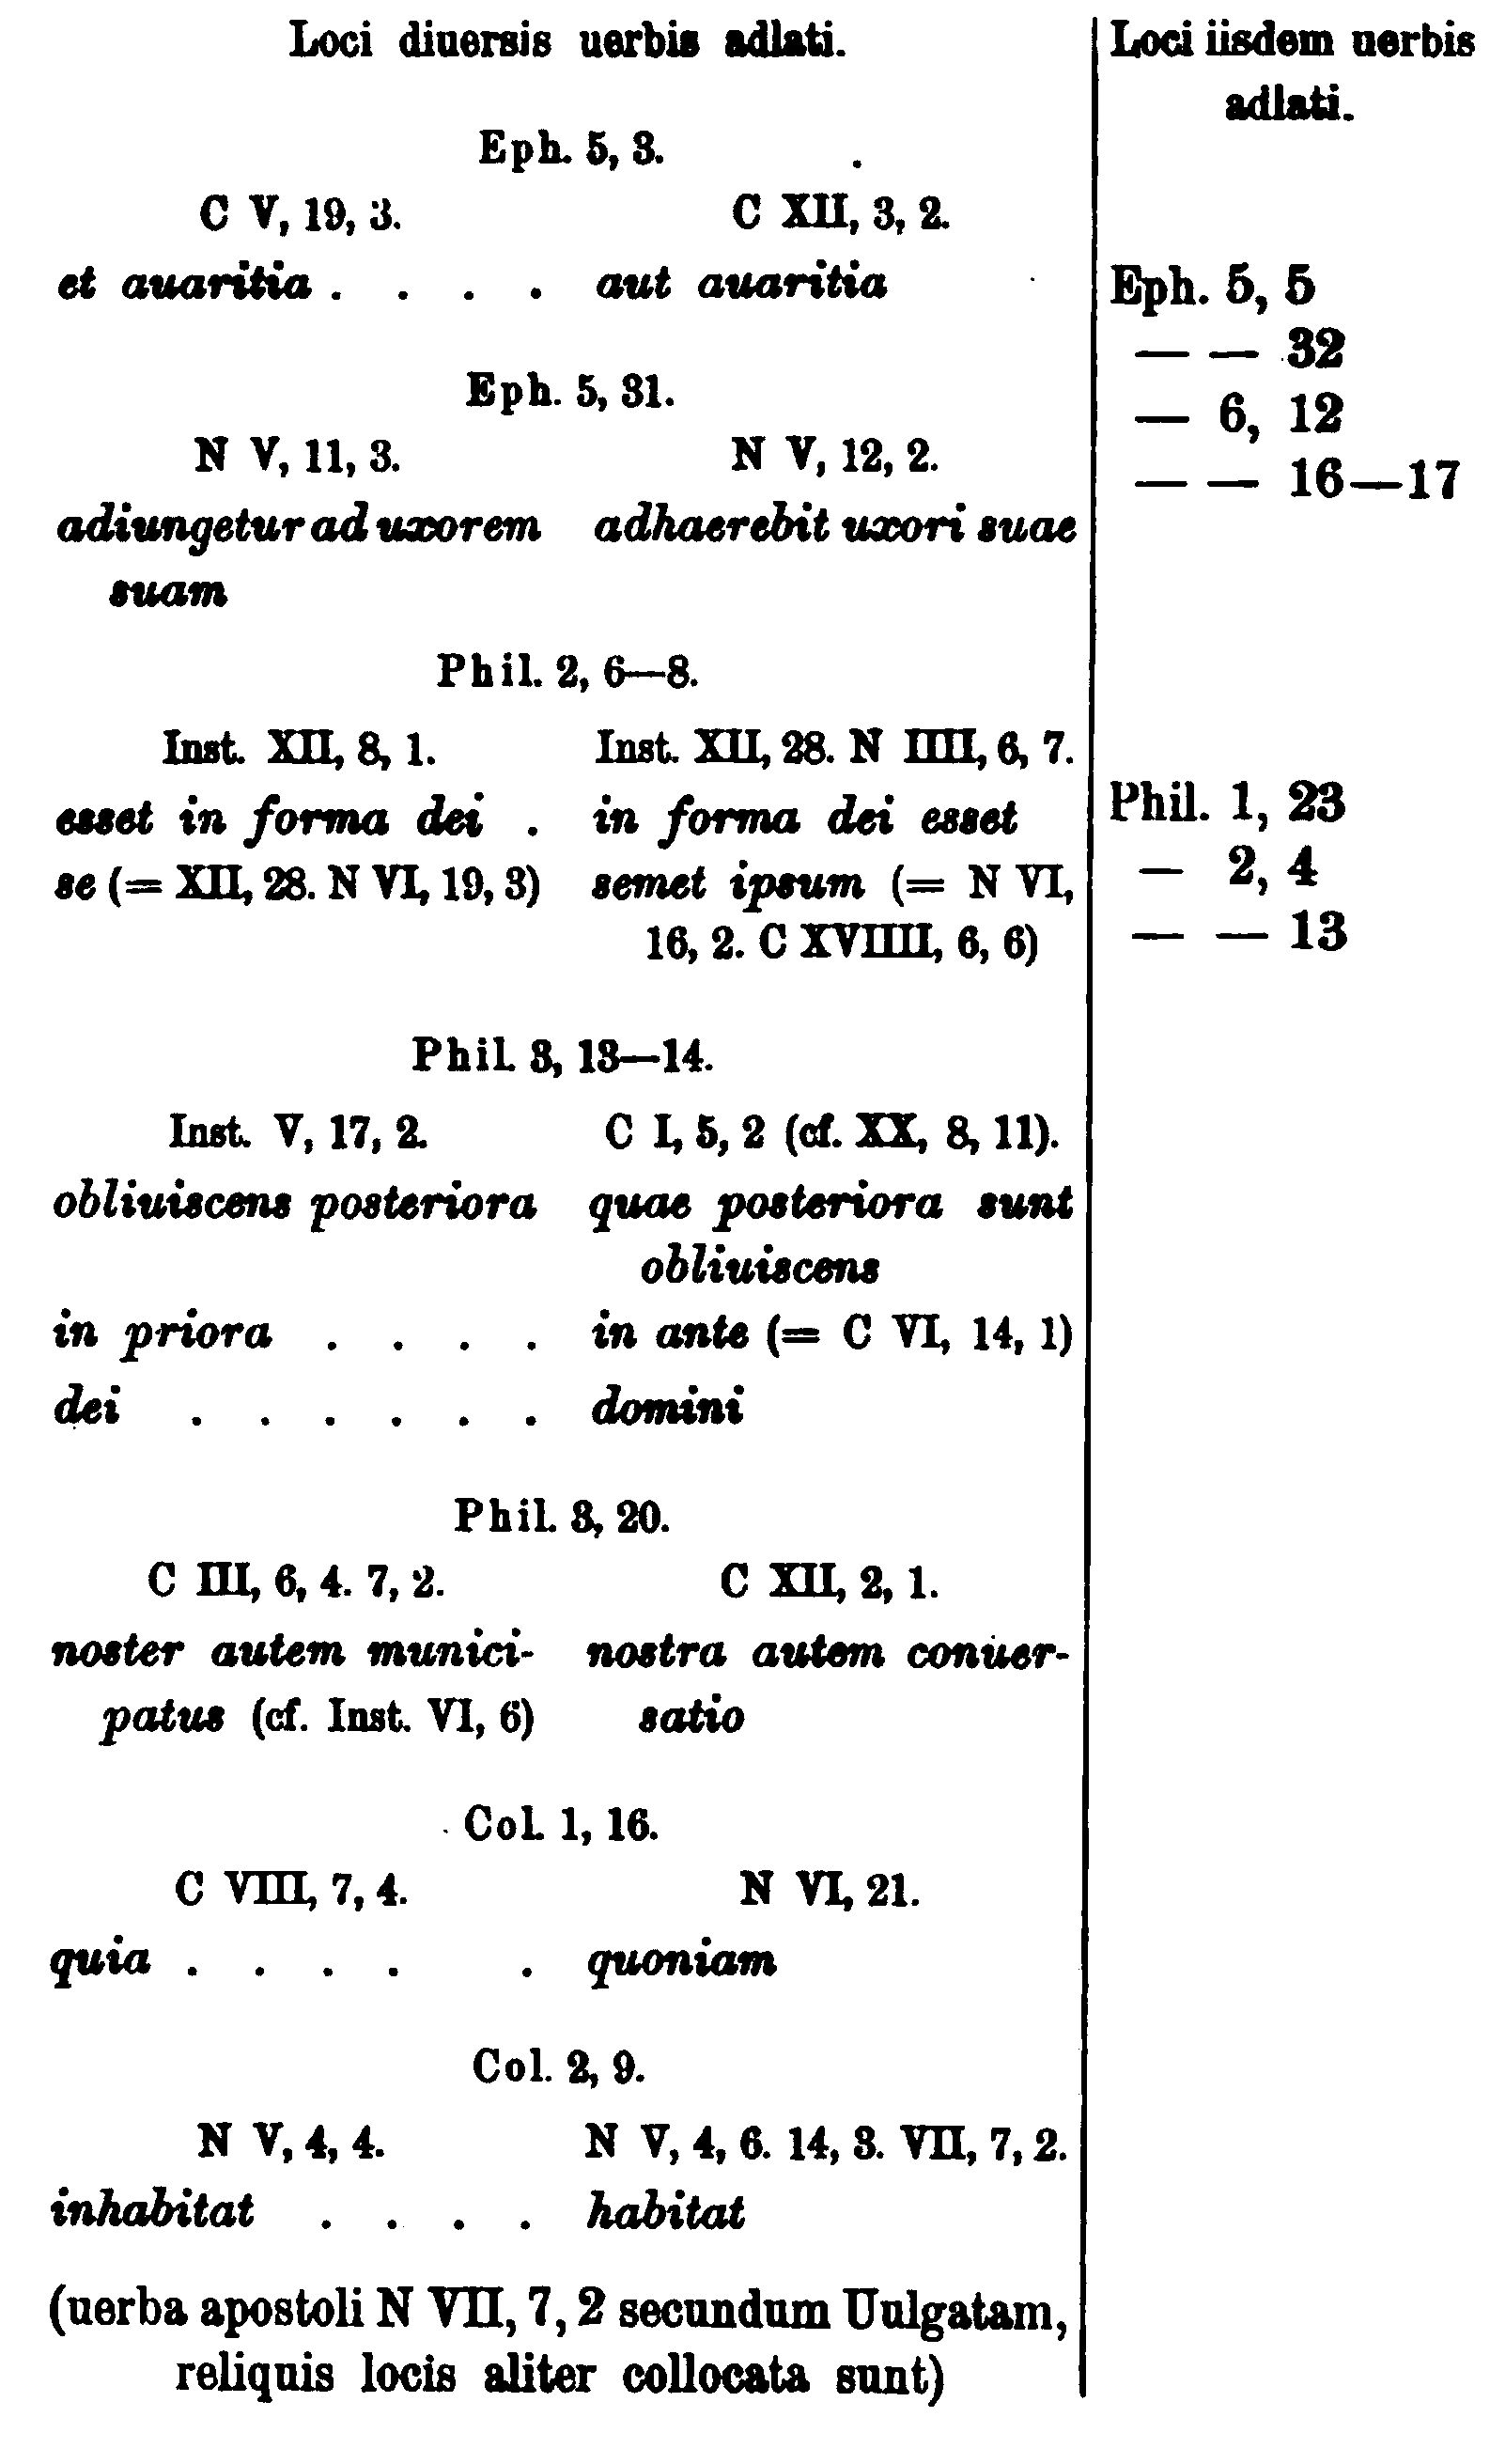 Loci diuersis uerbis adlati.
Eph. 5, 3.
C V, 19, 3. C XII, 3, 2.
et auaritia . . . . aut auaritia
Eph. 5, 31.
N V, 11, 3. N V, 12, 2.
adiungetur ad uxorem adhaerebit uxori suae
suam
Phil. 2, 6—8.
Inst. XII, 8, 1. Inst. XII, 28. N IIII, 6, 7.
esset in forma dei . in forma dei esset
se (= XII, 28. N VI, 19, 3) semet ipsum (= N VI,
16, 2. C XVIIII, 6, 6)
Phil. 3, 13—14.
Inst. V, 17, 2. C I, 5, 2 (cf. XX, 8, 11).
obliuiscens posteriora quae posteriora sunt
obliuiscens
in priora . . . . in ante (= C VI, 14, 1)
dei . . . . . . domini
Phil. 3, 20.
C III, 6, 4. 7, 2. C XII, 2, 1.
noster autem munici- nostra autem conuer-
patus (cf. Inst. VI, 6) satio
Col. 1, 16.
C VIII, 7, 4. N VI, 21.
quia . . . . . quoniam
Col. 2, 9.
N V, 4, 4. N V, 4, 6. 14, 3. VII, 7, 2.
inhabitat . . . . habitat
(uerba apostoli N VII, 7, 2 secundum Uulgatam,
reliquis locis aliter collocata sunt)
Loci iisdem uerbis
adlati.
Eph. 5, 5
— — 32
— 6, 12
— — 16—17
Phil. 1, 23
— 2, 4
— — 13